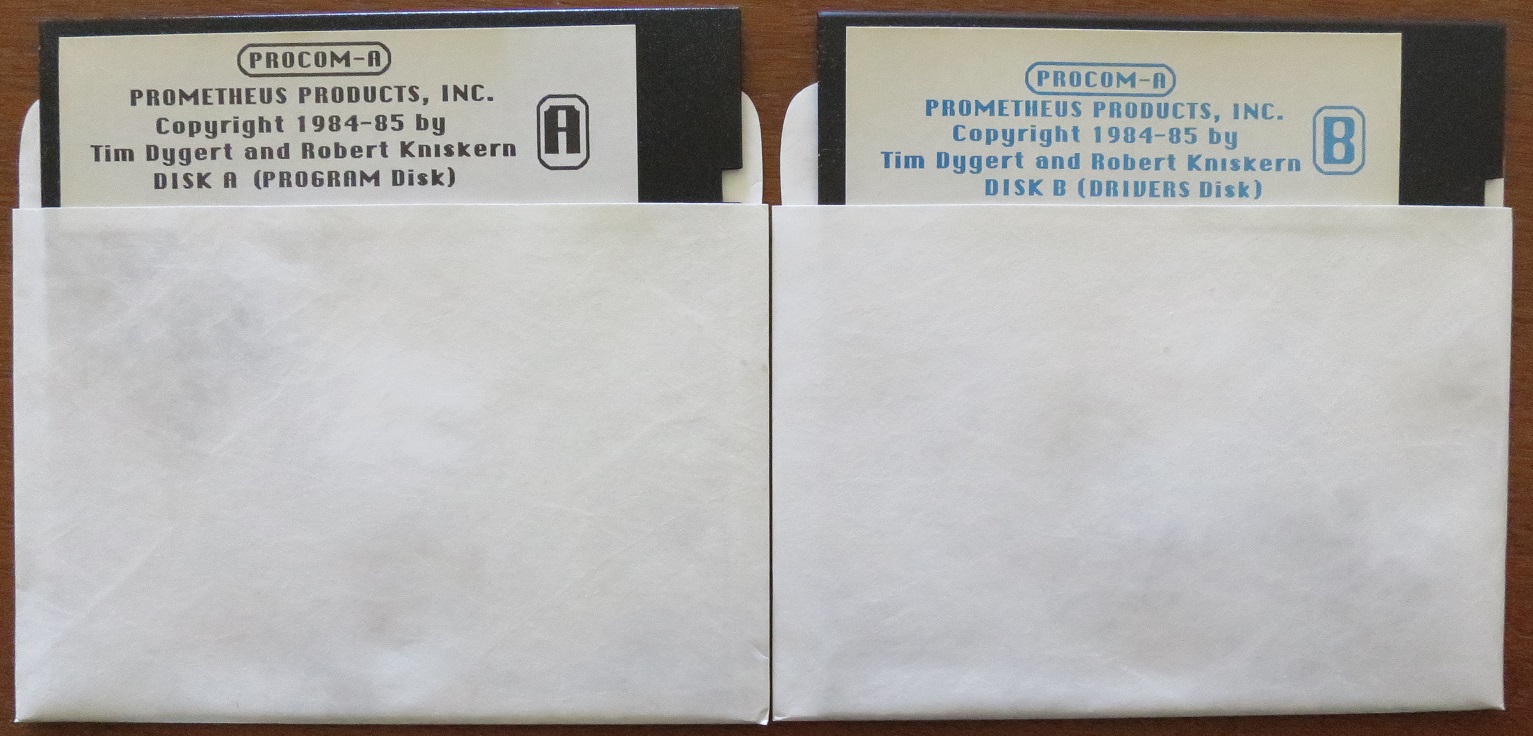 PROCOM-A
PROMETHEUS PRODUCTS, INC.
Copyright 1984-85 by
Tim Dygert and Robert Kniskern
DISK A (PROGRAM Disk)
A
PROCOM-A
PROMETHEUS PRODUCTS, INC.
Copyright 1984-85 by
Tim Dygert and Robert Kniskern
DISK B (DRIVERS Disk)
B